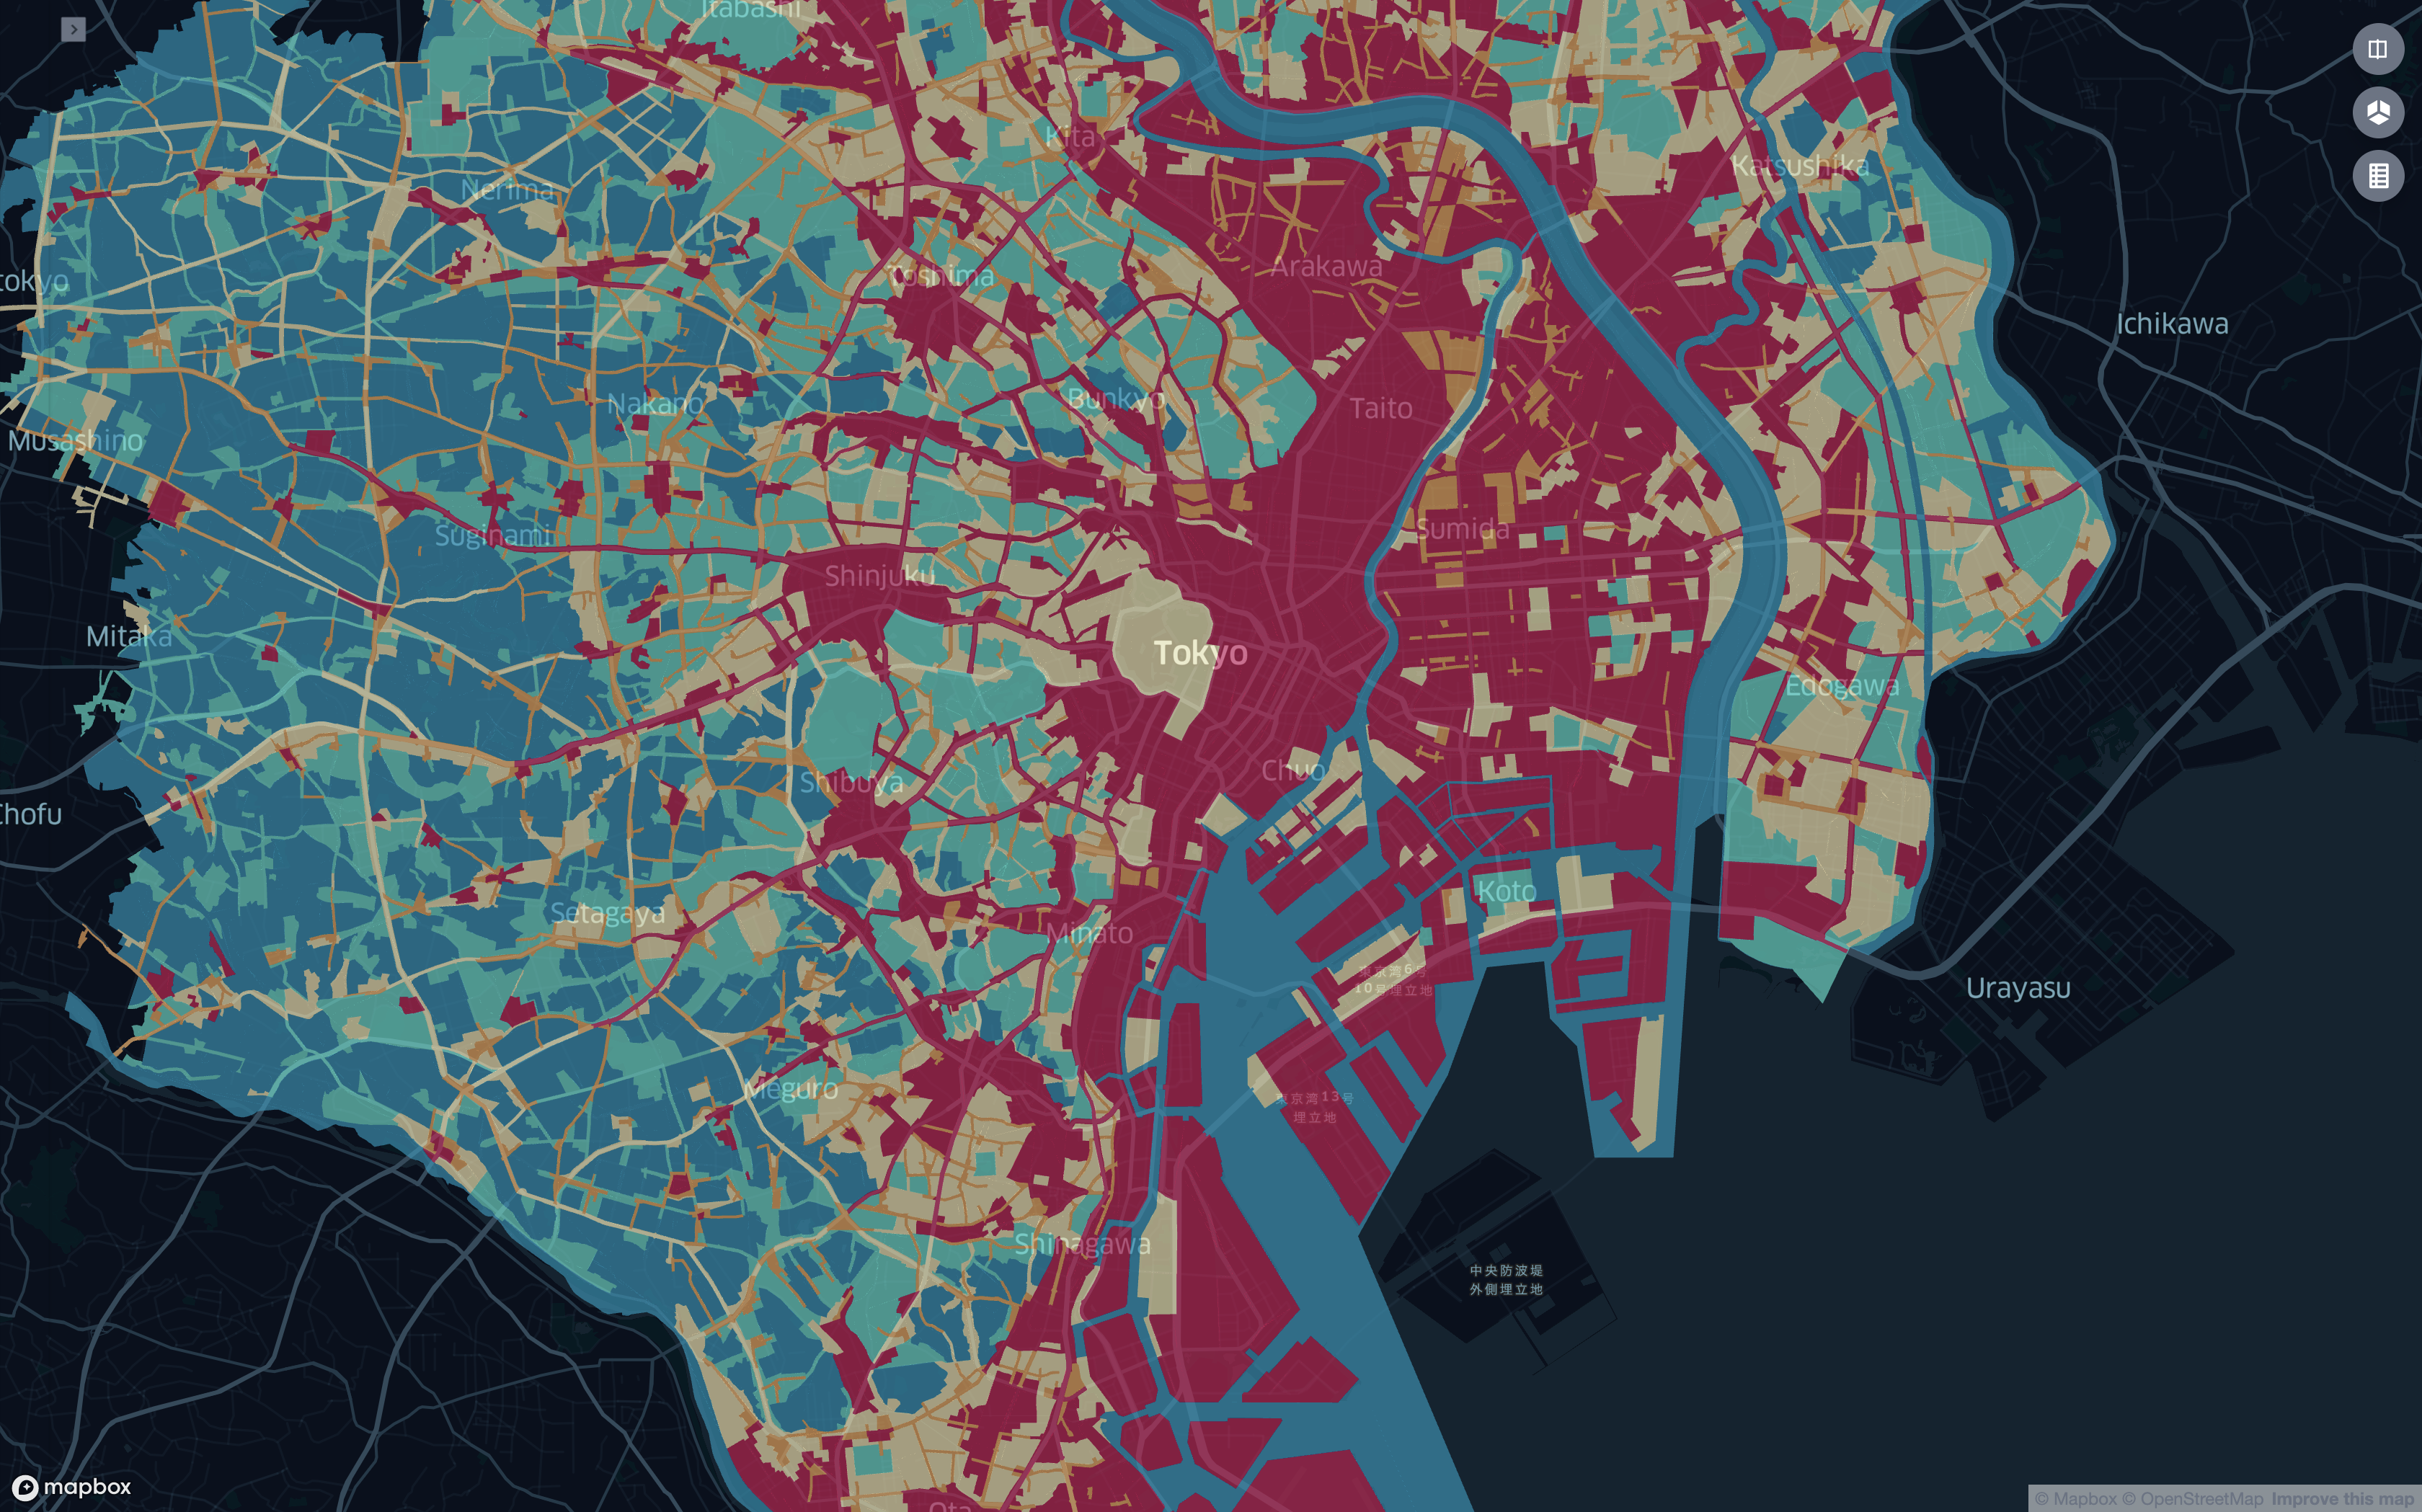 Itabashi
Kita
Katsushika
Nerima
Toshima
Arakawa
tokyo
Ichikawa
Nakano
Bunkyo
Taito
Musashino
Suginami
Sumida
Shinjuku
Mitaka
Tokyo
Edogawa
Shibuya
Chuo
Chofu
Koto
Setagaya
Minato
東京湾6号
10号埋立地
Urayasu
Meguro
東京湾13号
埋立地
Shinagawa
中央防波堤
外側埋立地
mapbox
Ota
© Mapbox © OpenStreetMap Improve this map